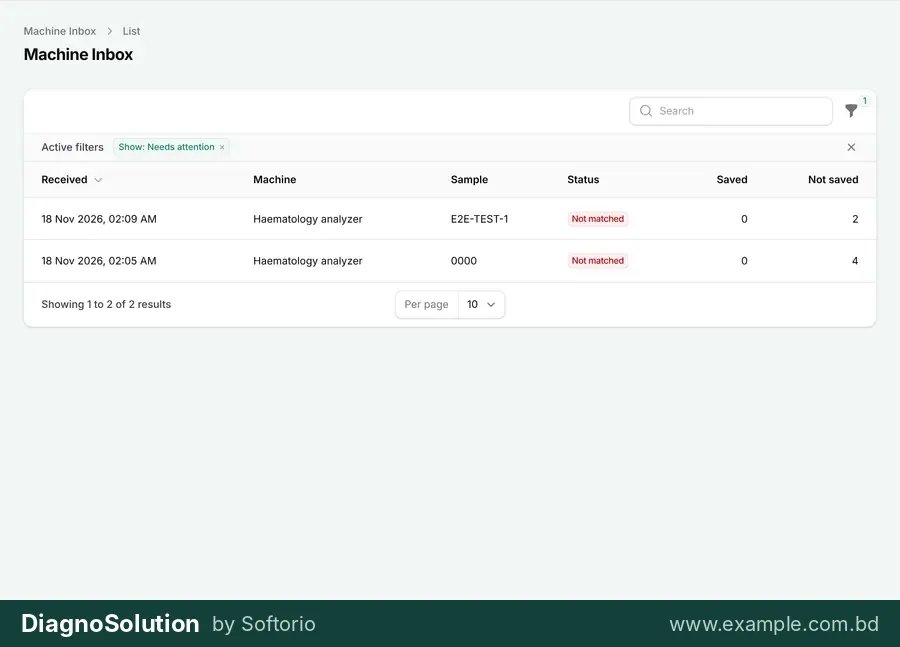 Machine Inbox > List
Machine Inbox
Search
1
Active filters Show: Needs attention ×
Received Machine Sample Status Saved Not saved
18 Nov 2026, 02:09 AM Haematology analyzer E2E-TEST-1 Not matched 0 2
18 Nov 2026, 02:05 AM Haematology analyzer 0000 Not matched 0 4
Showing 1 to 2 of 2 results Per page 10
DiagnoSolution by Softorio www.example.com.bd